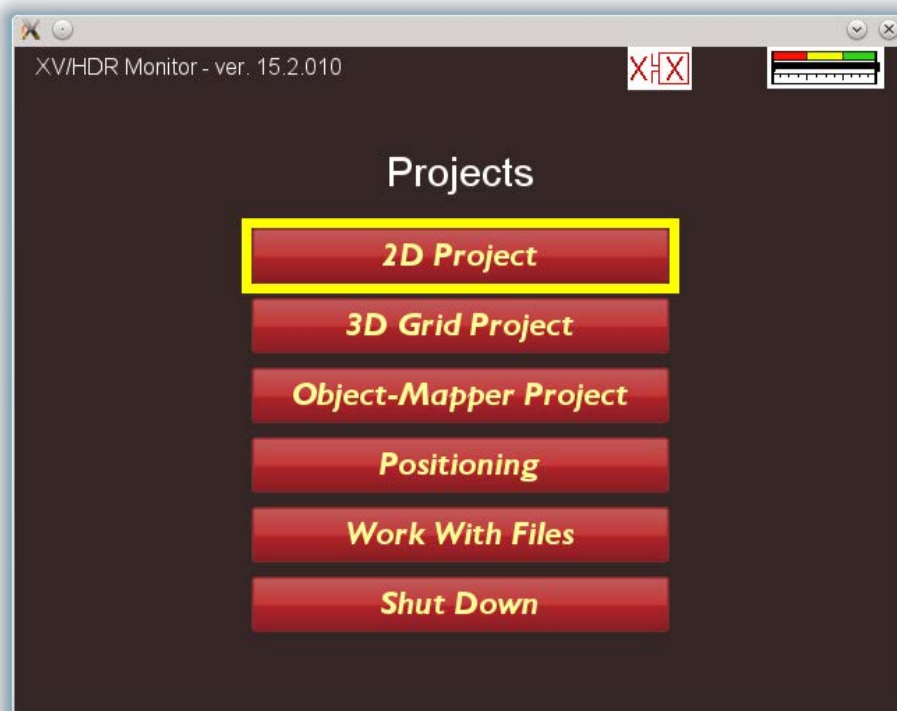 XV/HDR Monitor - ver. 15.2.010
Projects
2D Project
3D Grid Project
Object-Mapper Project
Positioning
Work With Files
Shut Down